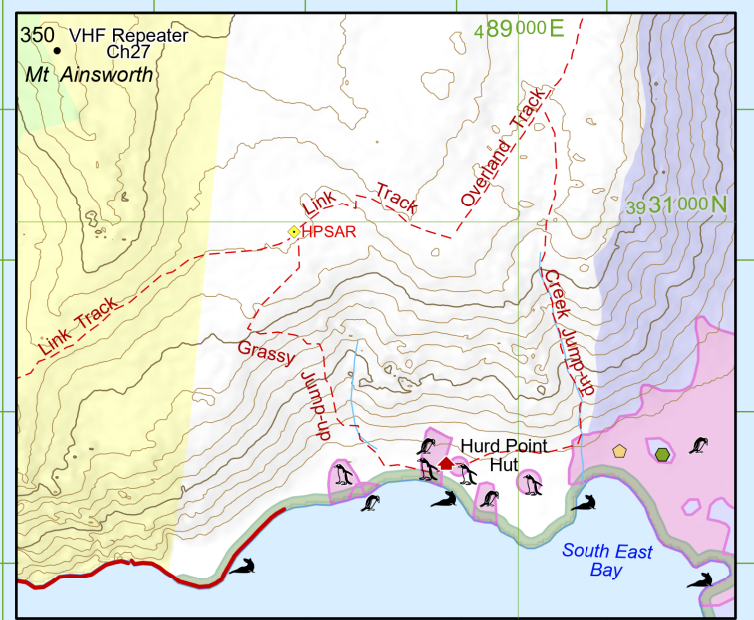 350 VHF Repeater
Ch27
Mt Ainsworth
489000E
Overland Track
Link Track
3931000N
HPSAR
Link Track
Creek Jump-up
Grassy
Jump-up
Hurd Point
Hut
South East
Bay